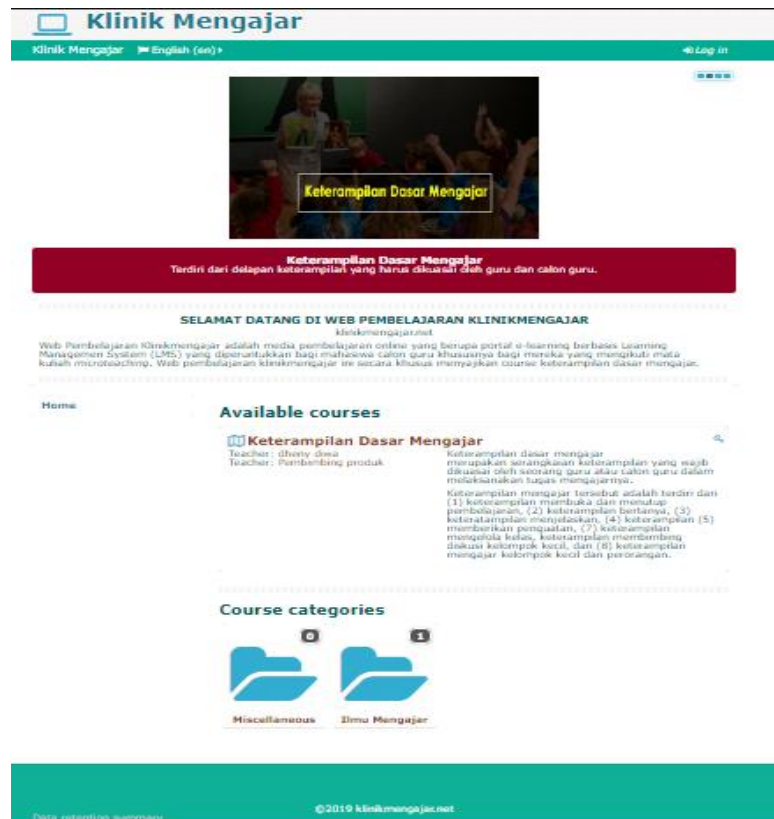 Klinik Mengajar
Klinik Mengajar English (en)
Log in
Keterampilan Dasar Mengajar
Keterampilan Dasar Mengajar
Terdiri dari delapan keterampilan yang harus dikuasai oleh guru dan calon guru.
SELAMAT DATANG DI WEB PEMBELAJARAN KLINIKMENGAJAR
klinikmengajar.net
Web Pembelajaran Klinikmengajar adalah media pembelajaran online yang berupa portal e-learning berbasis Learning
Managemen System (LMS) yang diperuntukkan bagi mahasewa calon guru khususnya bagi mereka yang mengikuti mata
kuliah microteaching. Web pembelajaran klinikmengajar ini secara khusus menyajikan course keterampilan dasar mengajar.
Home
Available courses
Keterampilan Dasar Mengajar
Teacher: dheny diwa
Teacher: Pembimbing produk
Keterampilan dasar mengajar
merupakan serangkaian keterampilan yang wajib
dikuasai oleh seorang guru atau calon guru dalam
melaksanakan tugas mengajarnya.
Keterampilan mengajar tersebut adalah terdiri dari
(1) keterampilan membuka dan menutup
pembelajaran, (2) keterampilan bertanya, (3)
keteratampilan menjelaskan, (4) keterampilan (5)
memberikan penguatan, (7) keterampilan
mengelola kelas, keterampilan membimbing
diskusi kelompok kecil, dan (8) keterampilan
mengajar kelompok kecil dan perorangan.
Course categories
0
1
Miscellaneous
Ilmu Mengajar
©2019 klinikmengajar.net
Data retention summary